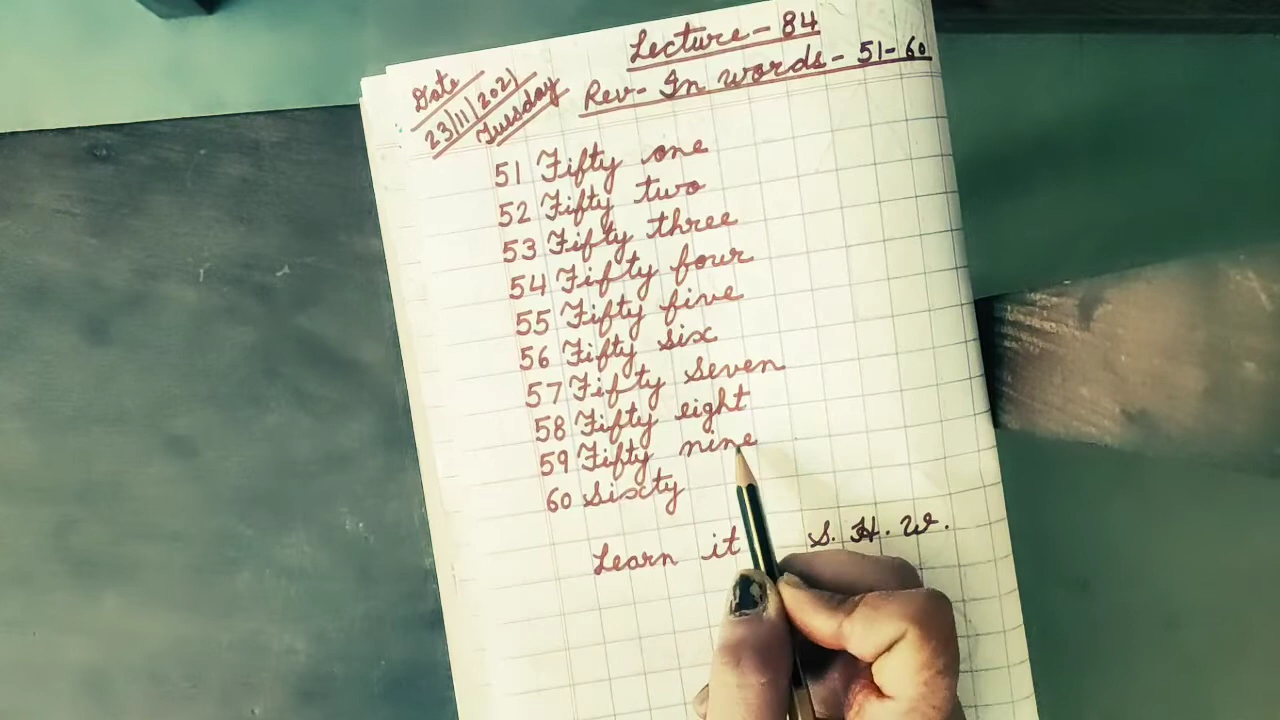 Lecture - 84
Rev - In words - 51-60
Date
23/11/2021
Tuesday
51 Fifty one
52 Fifty two
53 Fifty three
54 Fifty four
55 Fifty five
56 Fifty six
57 Fifty seven
58 Fifty eight
59 Fifty nine
60 Sixty
Learn it S. H. W.